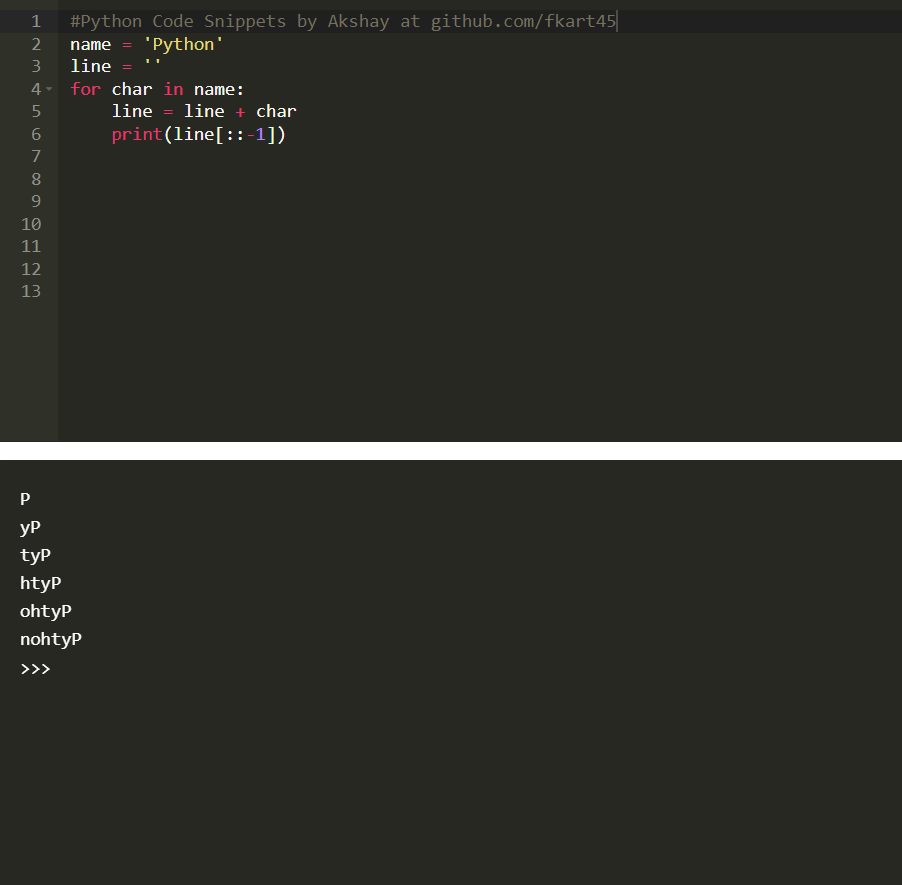 1 #Python Code Snippets by Akshay at github.com/fkart45
2 name = 'Python'
3 line = ''
4 for char in name:
5     line = line + char
6     print(line[::-1])
7
8
9
10
11
12
13
P
yP
tyP
htyP
ohtyP
nohtyP
>>>